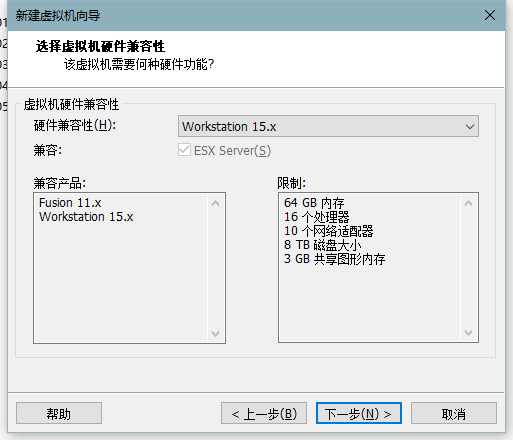 新建虚拟机向导
选择虚拟机硬件兼容性
该虚拟机需要何种硬件功能?
虚拟机硬件兼容性
硬件兼容性(H):
Workstation 15.x
兼容:
ESX Server(S)
兼容产品:
Fusion 11.x
Workstation 15.x
限制:
64 GB 内存
16 个处理器
10 个网络适配器
8 TB 磁盘大小
3 GB 共享图形内存
帮助
< 上一步(B)
下一步(N) >
取消